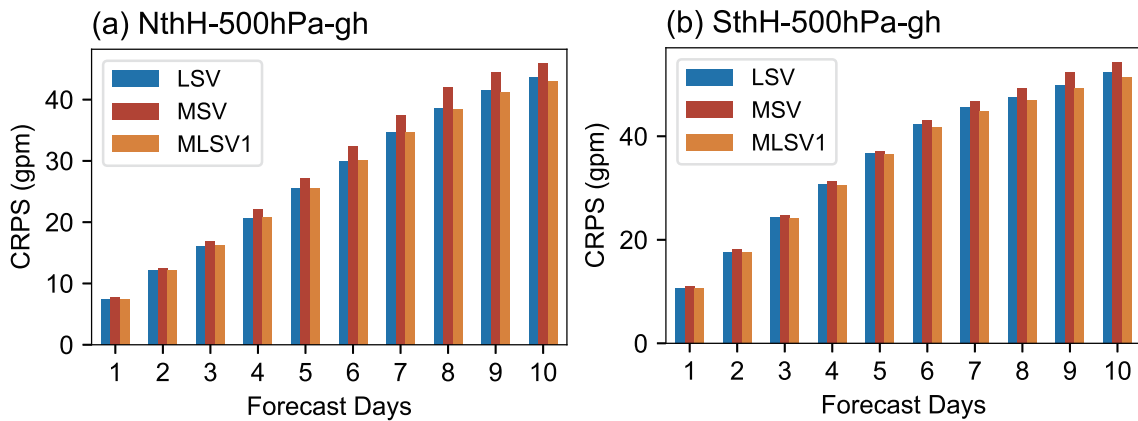 (a) NthH-500hPa-gh
LSV
MSV
MLSV1
CRPS (gpm)
40
30
20
10
0
1 2 3 4 5 6 7 8 9 10
Forecast Days
(b) SthH-500hPa-gh
LSV
MSV
MLSV1
CRPS (gpm)
40
20
0
1 2 3 4 5 6 7 8 9 10
Forecast Days